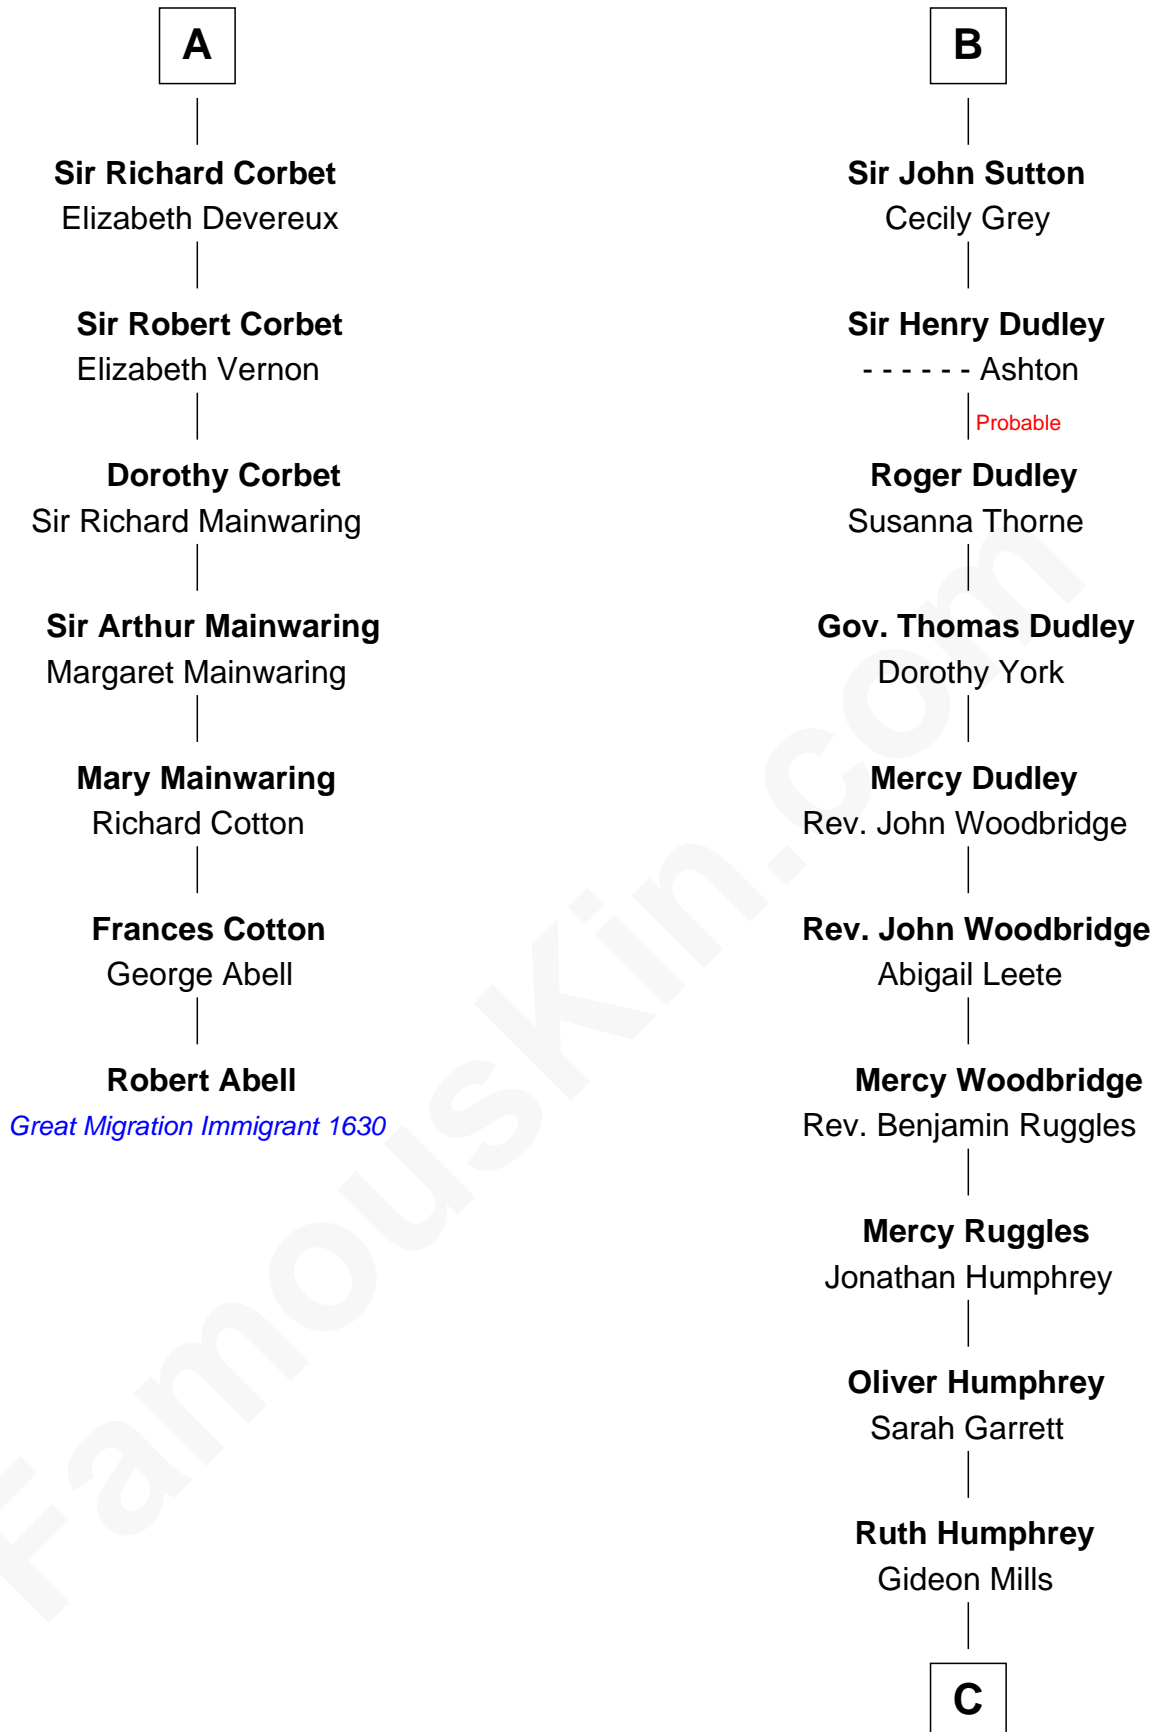 A
Sir Richard Corbet
Elizabeth Devereux
Sir Robert Corbet
Elizabeth Vernon
Dorothy Corbet
Sir Richard Mainwaring
Sir Arthur Mainwaring
Margaret Mainwaring
Mary Mainwaring
Richard Cotton
Frances Cotton
George Abell
Robert Abell
Great Migration Immigrant 1630
B
Sir John Sutton
Cecily Grey
Sir Henry Dudley
- - - - - - Ashton
Probable
Roger Dudley
Susanna Thorne
Gov. Thomas Dudley
Dorothy York
Mercy Dudley
Rev. John Woodbridge
Rev. John Woodbridge
Abigail Leete
Mercy Woodbridge
Rev. Benjamin Ruggles
Mercy Ruggles
Jonathan Humphrey
Oliver Humphrey
Sarah Garrett
Ruth Humphrey
Gideon Mills
C
FamousKin.com